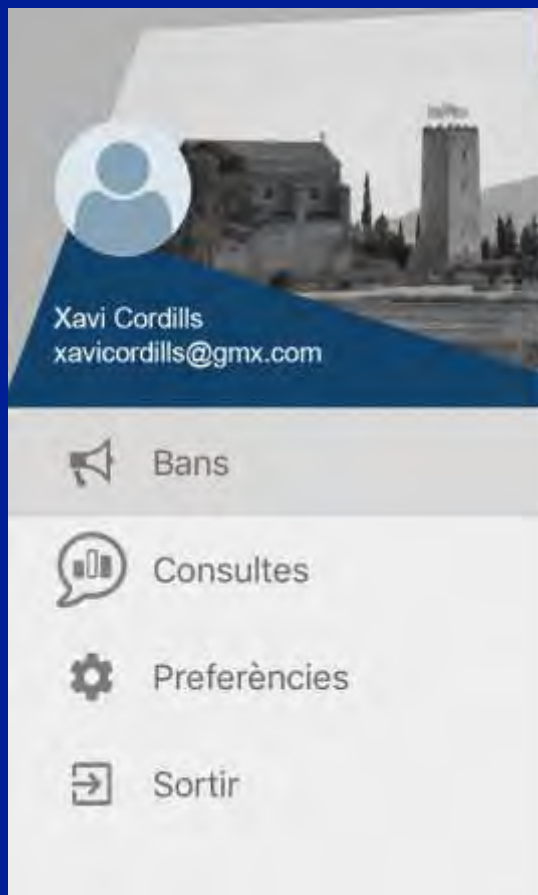 Xavi Cordills
xavicordills@gmx.com
Bans
Consultes
Preferències
Sortir